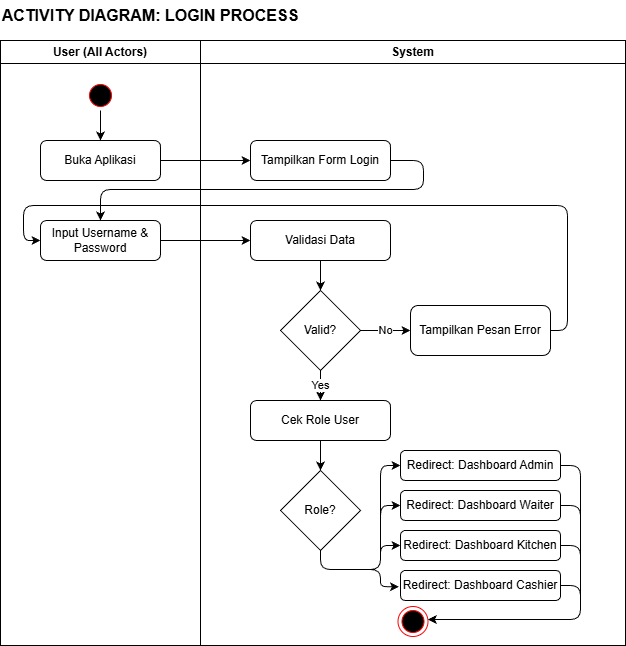 ACTIVITY DIAGRAM: LOGIN PROCESS
User (All Actors)
System
Buka Aplikasi
Tampilkan Form Login
Input Username &
Password
Validasi Data
Valid?
No
Tampilkan Pesan Error
Yes
Cek Role User
Role?
Redirect: Dashboard Admin
Redirect: Dashboard Waiter
Redirect: Dashboard Kitchen
Redirect: Dashboard Cashier